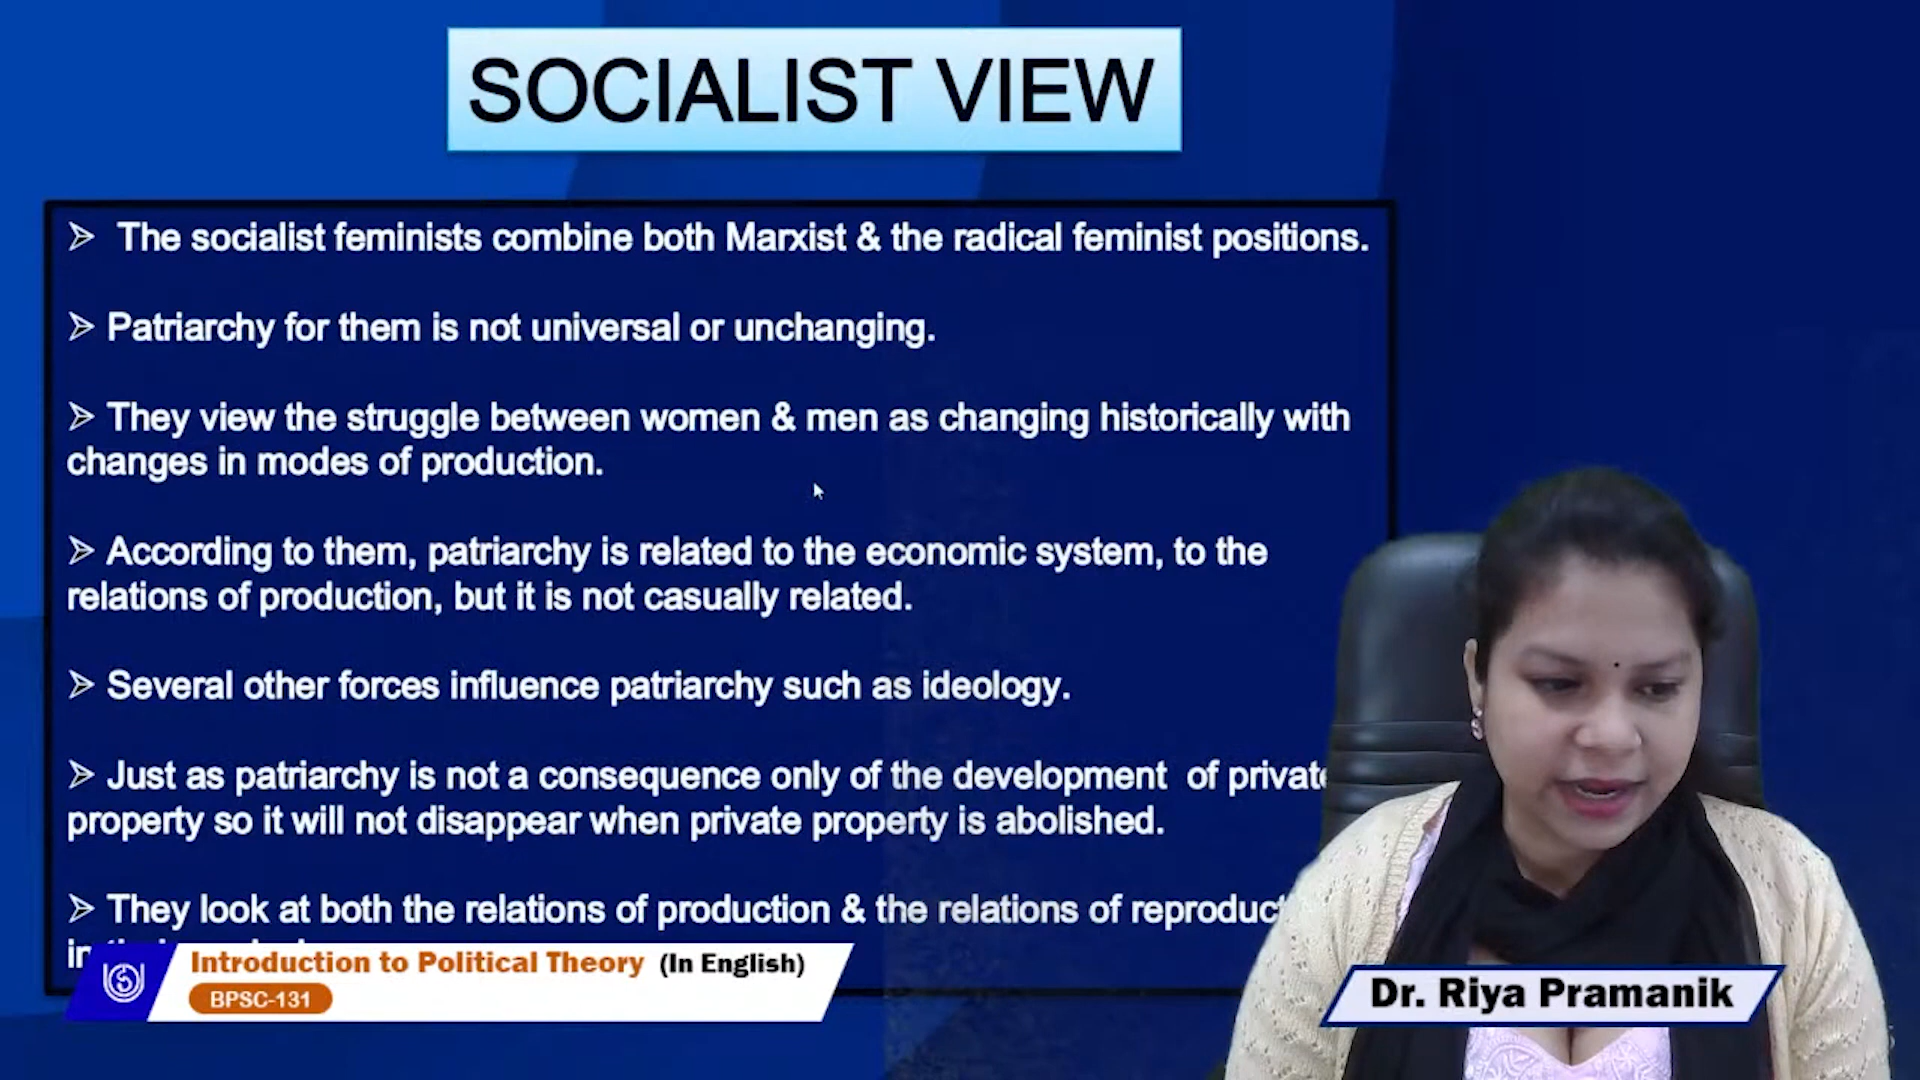 SOCIALIST VIEW
➢ The socialist feminists combine both Marxist & the radical feminist positions.
➢ Patriarchy for them is not universal or unchanging.
➢ They view the struggle between women & men as changing historically with
changes in modes of production.
➢ According to them, patriarchy is related to the economic system, to the
relations of production, but it is not casually related.
➢ Several other forces influence patriarchy such as ideology.
➢ Just as patriarchy is not a consequence only of the development of private
property so it will not disappear when private property is abolished.
➢ They look at both the relations of production & the relations of
in
Introduction to Political Theory (In English)
BPSC-131
Dr. Riya Pramanik